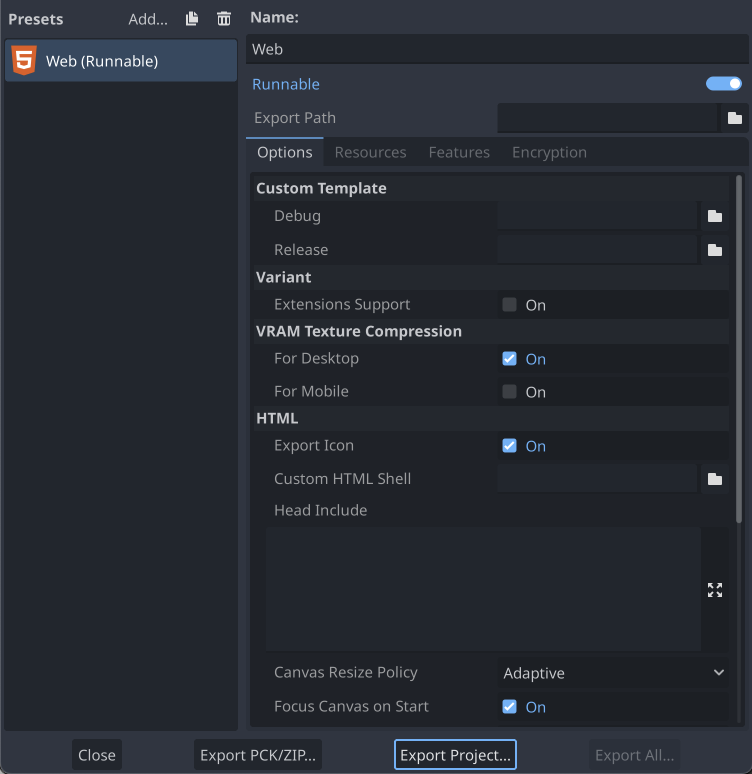 Presets Add...
Web (Runnable)
Name:
Web
Runnable
Export Path
Options Resources Features Encryption
Custom Template
Debug
Release
Variant
Extensions Support On
VRAM Texture Compression
For Desktop On
For Mobile On
HTML
Export Icon On
Custom HTML Shell
Head Include
Canvas Resize Policy Adaptive
Focus Canvas on Start On
Close Export PCK/ZIP... Export Project... Export All...